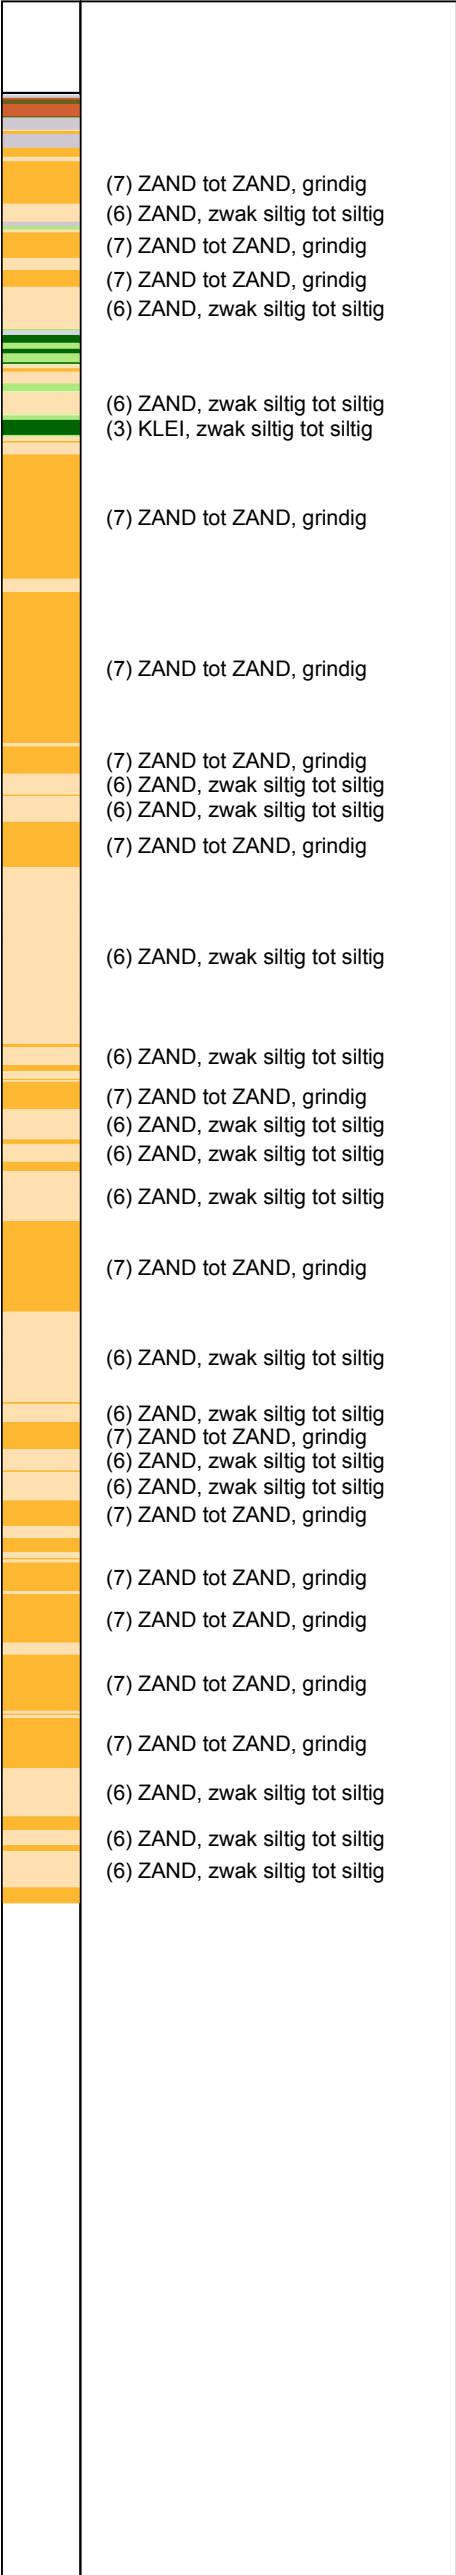 (7) ZAND tot ZAND, grindig
(6) ZAND, zwak siltig tot siltig
(7) ZAND tot ZAND, grindig
(7) ZAND tot ZAND, grindig
(6) ZAND, zwak siltig tot siltig
(6) ZAND, zwak siltig tot siltig
(3) KLEI, zwak siltig tot siltig
(7) ZAND tot ZAND, grindig
(7) ZAND tot ZAND, grindig
(7) ZAND tot ZAND, grindig
(6) ZAND, zwak siltig tot siltig
(6) ZAND, zwak siltig tot siltig
(7) ZAND tot ZAND, grindig
(6) ZAND, zwak siltig tot siltig
(6) ZAND, zwak siltig tot siltig
(7) ZAND tot ZAND, grindig
(6) ZAND, zwak siltig tot siltig
(6) ZAND, zwak siltig tot siltig
(6) ZAND, zwak siltig tot siltig
(7) ZAND tot ZAND, grindig
(6) ZAND, zwak siltig tot siltig
(6) ZAND, zwak siltig tot siltig
(7) ZAND tot ZAND, grindig
(6) ZAND, zwak siltig tot siltig
(6) ZAND, zwak siltig tot siltig
(7) ZAND tot ZAND, grindig
(7) ZAND tot ZAND, grindig
(7) ZAND tot ZAND, grindig
(7) ZAND tot ZAND, grindig
(7) ZAND tot ZAND, grindig
(6) ZAND, zwak siltig tot siltig
(6) ZAND, zwak siltig tot siltig
(6) ZAND, zwak siltig tot siltig